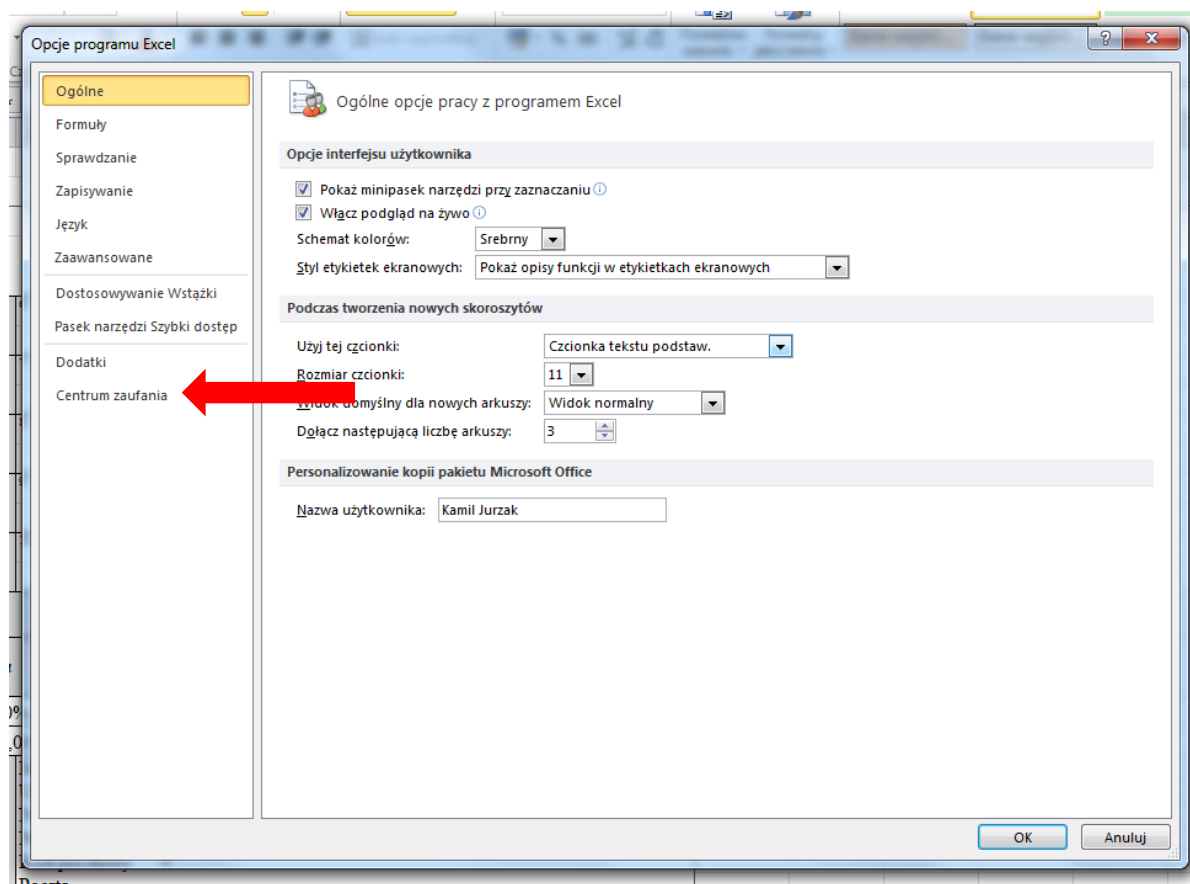 Opcje programu Excel
Ogólne
Formuły
Sprawdzanie
Zapisywanie
Język
Zaawansowane
Dostosowywanie Wstążki
Pasek narzędzi Szybki dostęp
Dodatki
Centrum zaufania
Ogólne opcje pracy z programem Excel
Opcje interfejsu użytkownika
Pokaż minipasek narzędzi przy zaznaczaniu
Włącz podgląd na żywo
Schemat kolorów: Srebrny
Styl etykietek ekranowych: Pokaż opisy funkcji w etykietkach ekranowych
Podczas tworzenia nowych skoroszytów
Użyj tej czcionki: Czcionka tekstu podstaw.
Rozmiar czcionki: 11
Widok domyślny dla nowych arkuszy: Widok normalny
Dołącz następującą liczbę arkuszy: 3
Personalizowanie kopii pakietu Microsoft Office
Nazwa użytkownika: Kamil Jurzak
OK Anuluj